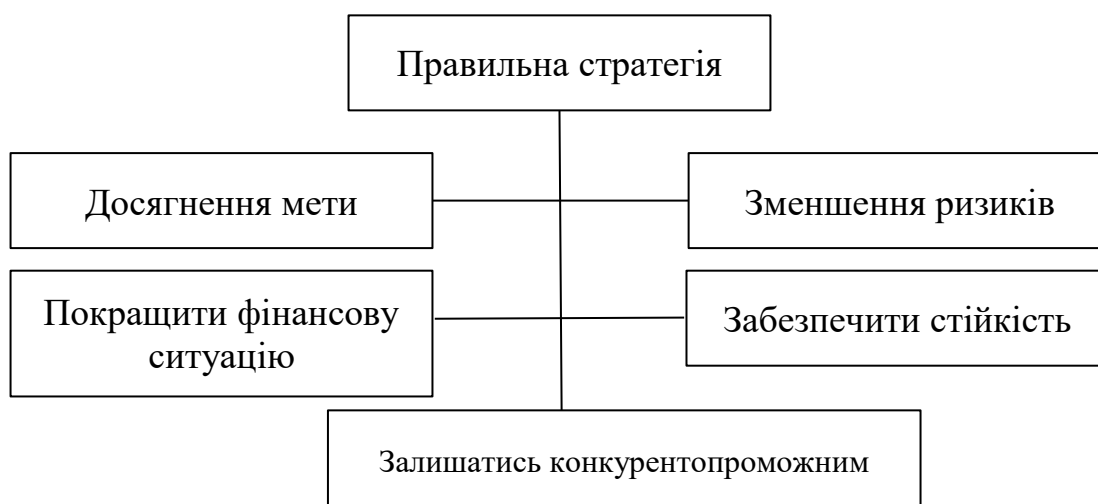 Правильна стратегія
Досягнення мети
Зменшення ризиків
Покращити фінансову
ситуацію
Забезпечити стійкість
Залишатись конкурентопроможним